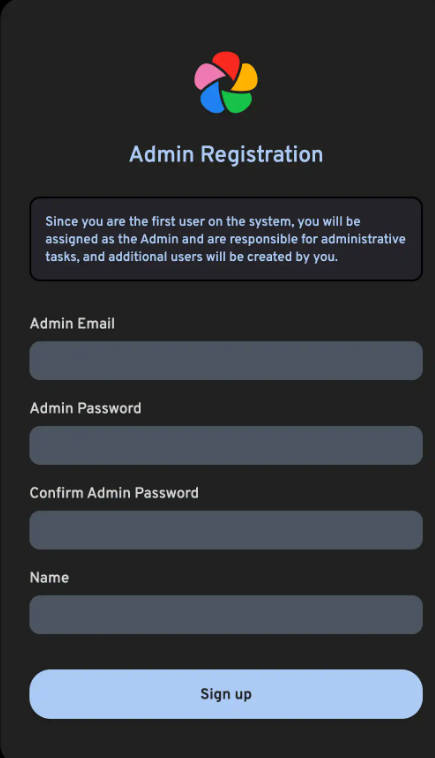 Admin Registration
Since you are the first user on the system, you will be
assigned as the Admin and are responsible for administrative
tasks, and additional users will be created by you.
Admin Email
Admin Password
Confirm Admin Password
Name
Sign up